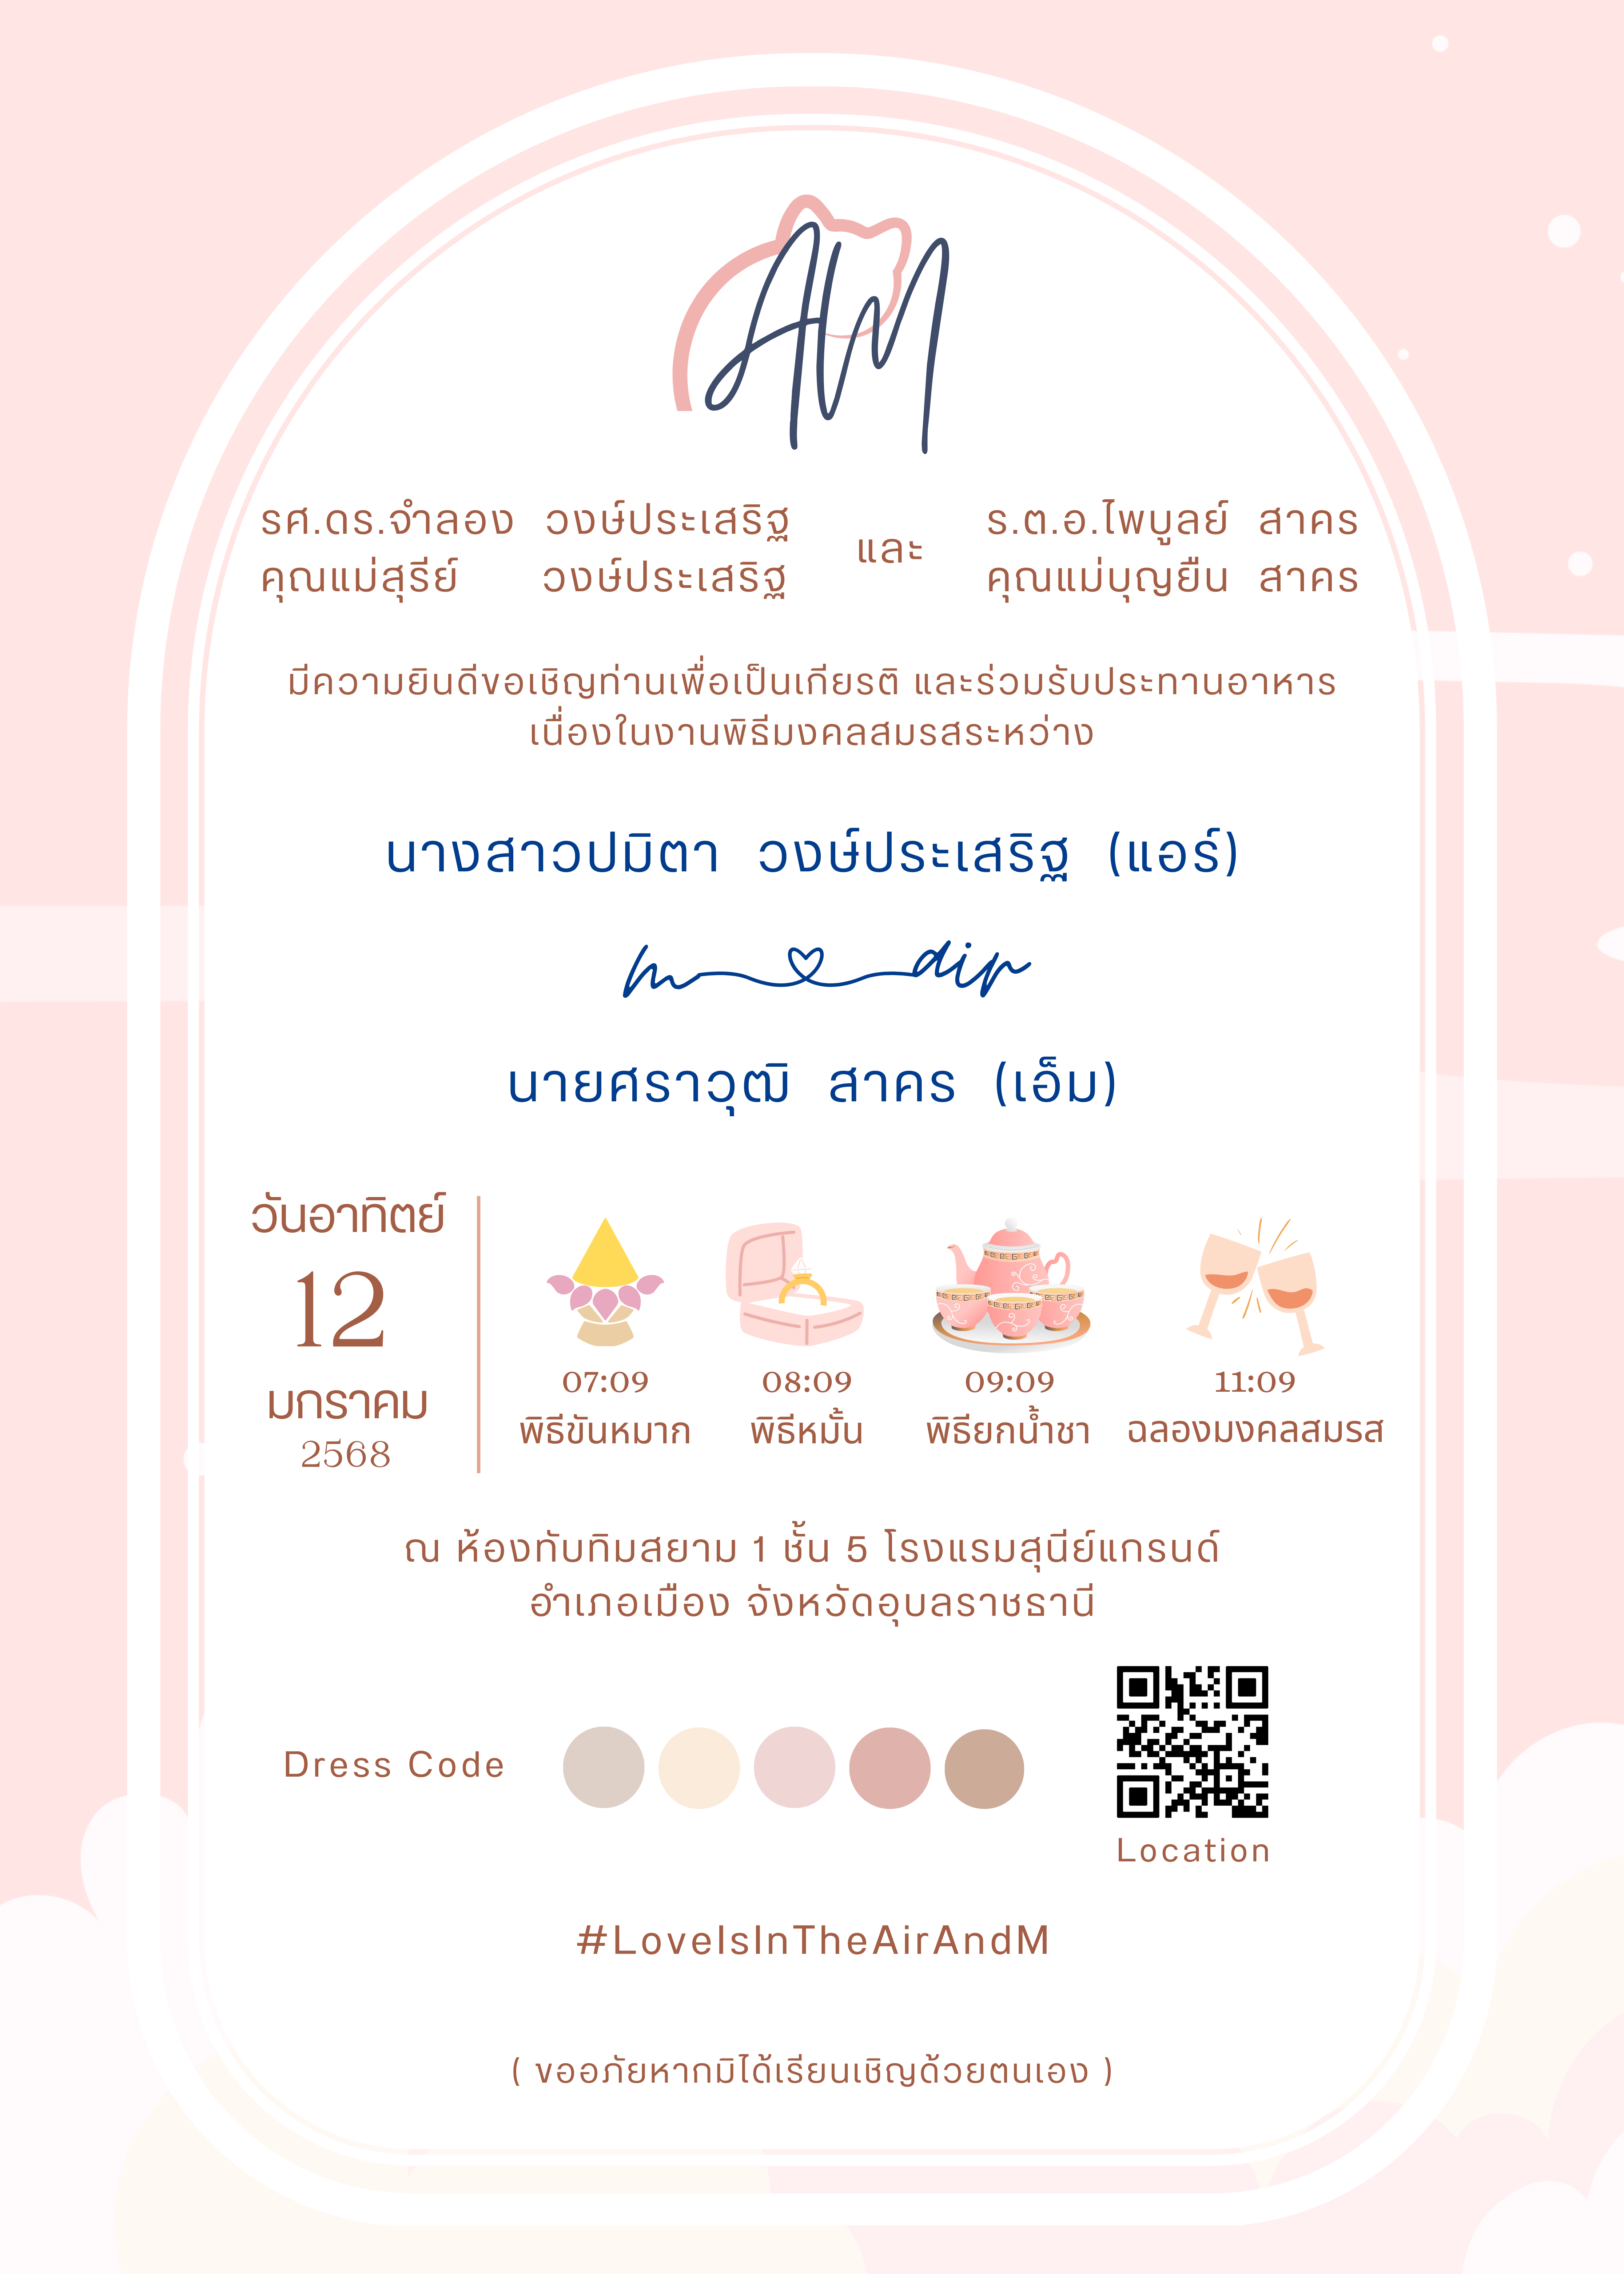 AM
รศ.ดร.จำลอง วงษ์ประเสริฐ
คุณแม่สุรีย์ วงษ์ประเสริฐ
และ
ร.ต.อ.ไพบูลย์ สาคร
คุณแม่บุญยืน สาคร
มีความยินดีขอเชิญท่านเพื่อเป็นเกียรติ และร่วมรับประทานอาหาร
เนื่องในงานพิธีมงคลสมรสระหว่าง
นางสาวปมิตา วงษ์ประเสริฐ (แอร์)
นายศราวุฒิ สาคร (เอ็ม)
วันอาทิตย์
12
มกราคม
2568
07:09
พิธีขันหมาก
08:09
พิธีหมั้น
09:09
พิธียกน้ำชา
11:09
ฉลองมงคลสมรส
ณ ห้องทับทิมสยาม 1 ชั้น 5 โรงแรมสุนีย์แกรนด์
อำเภอเมือง จังหวัดอุบลราชธานี
Dress Code
Location
#LoveIsInTheAirAndM
( ขออภัยหากมิได้เรียนเชิญด้วยตนเอง )